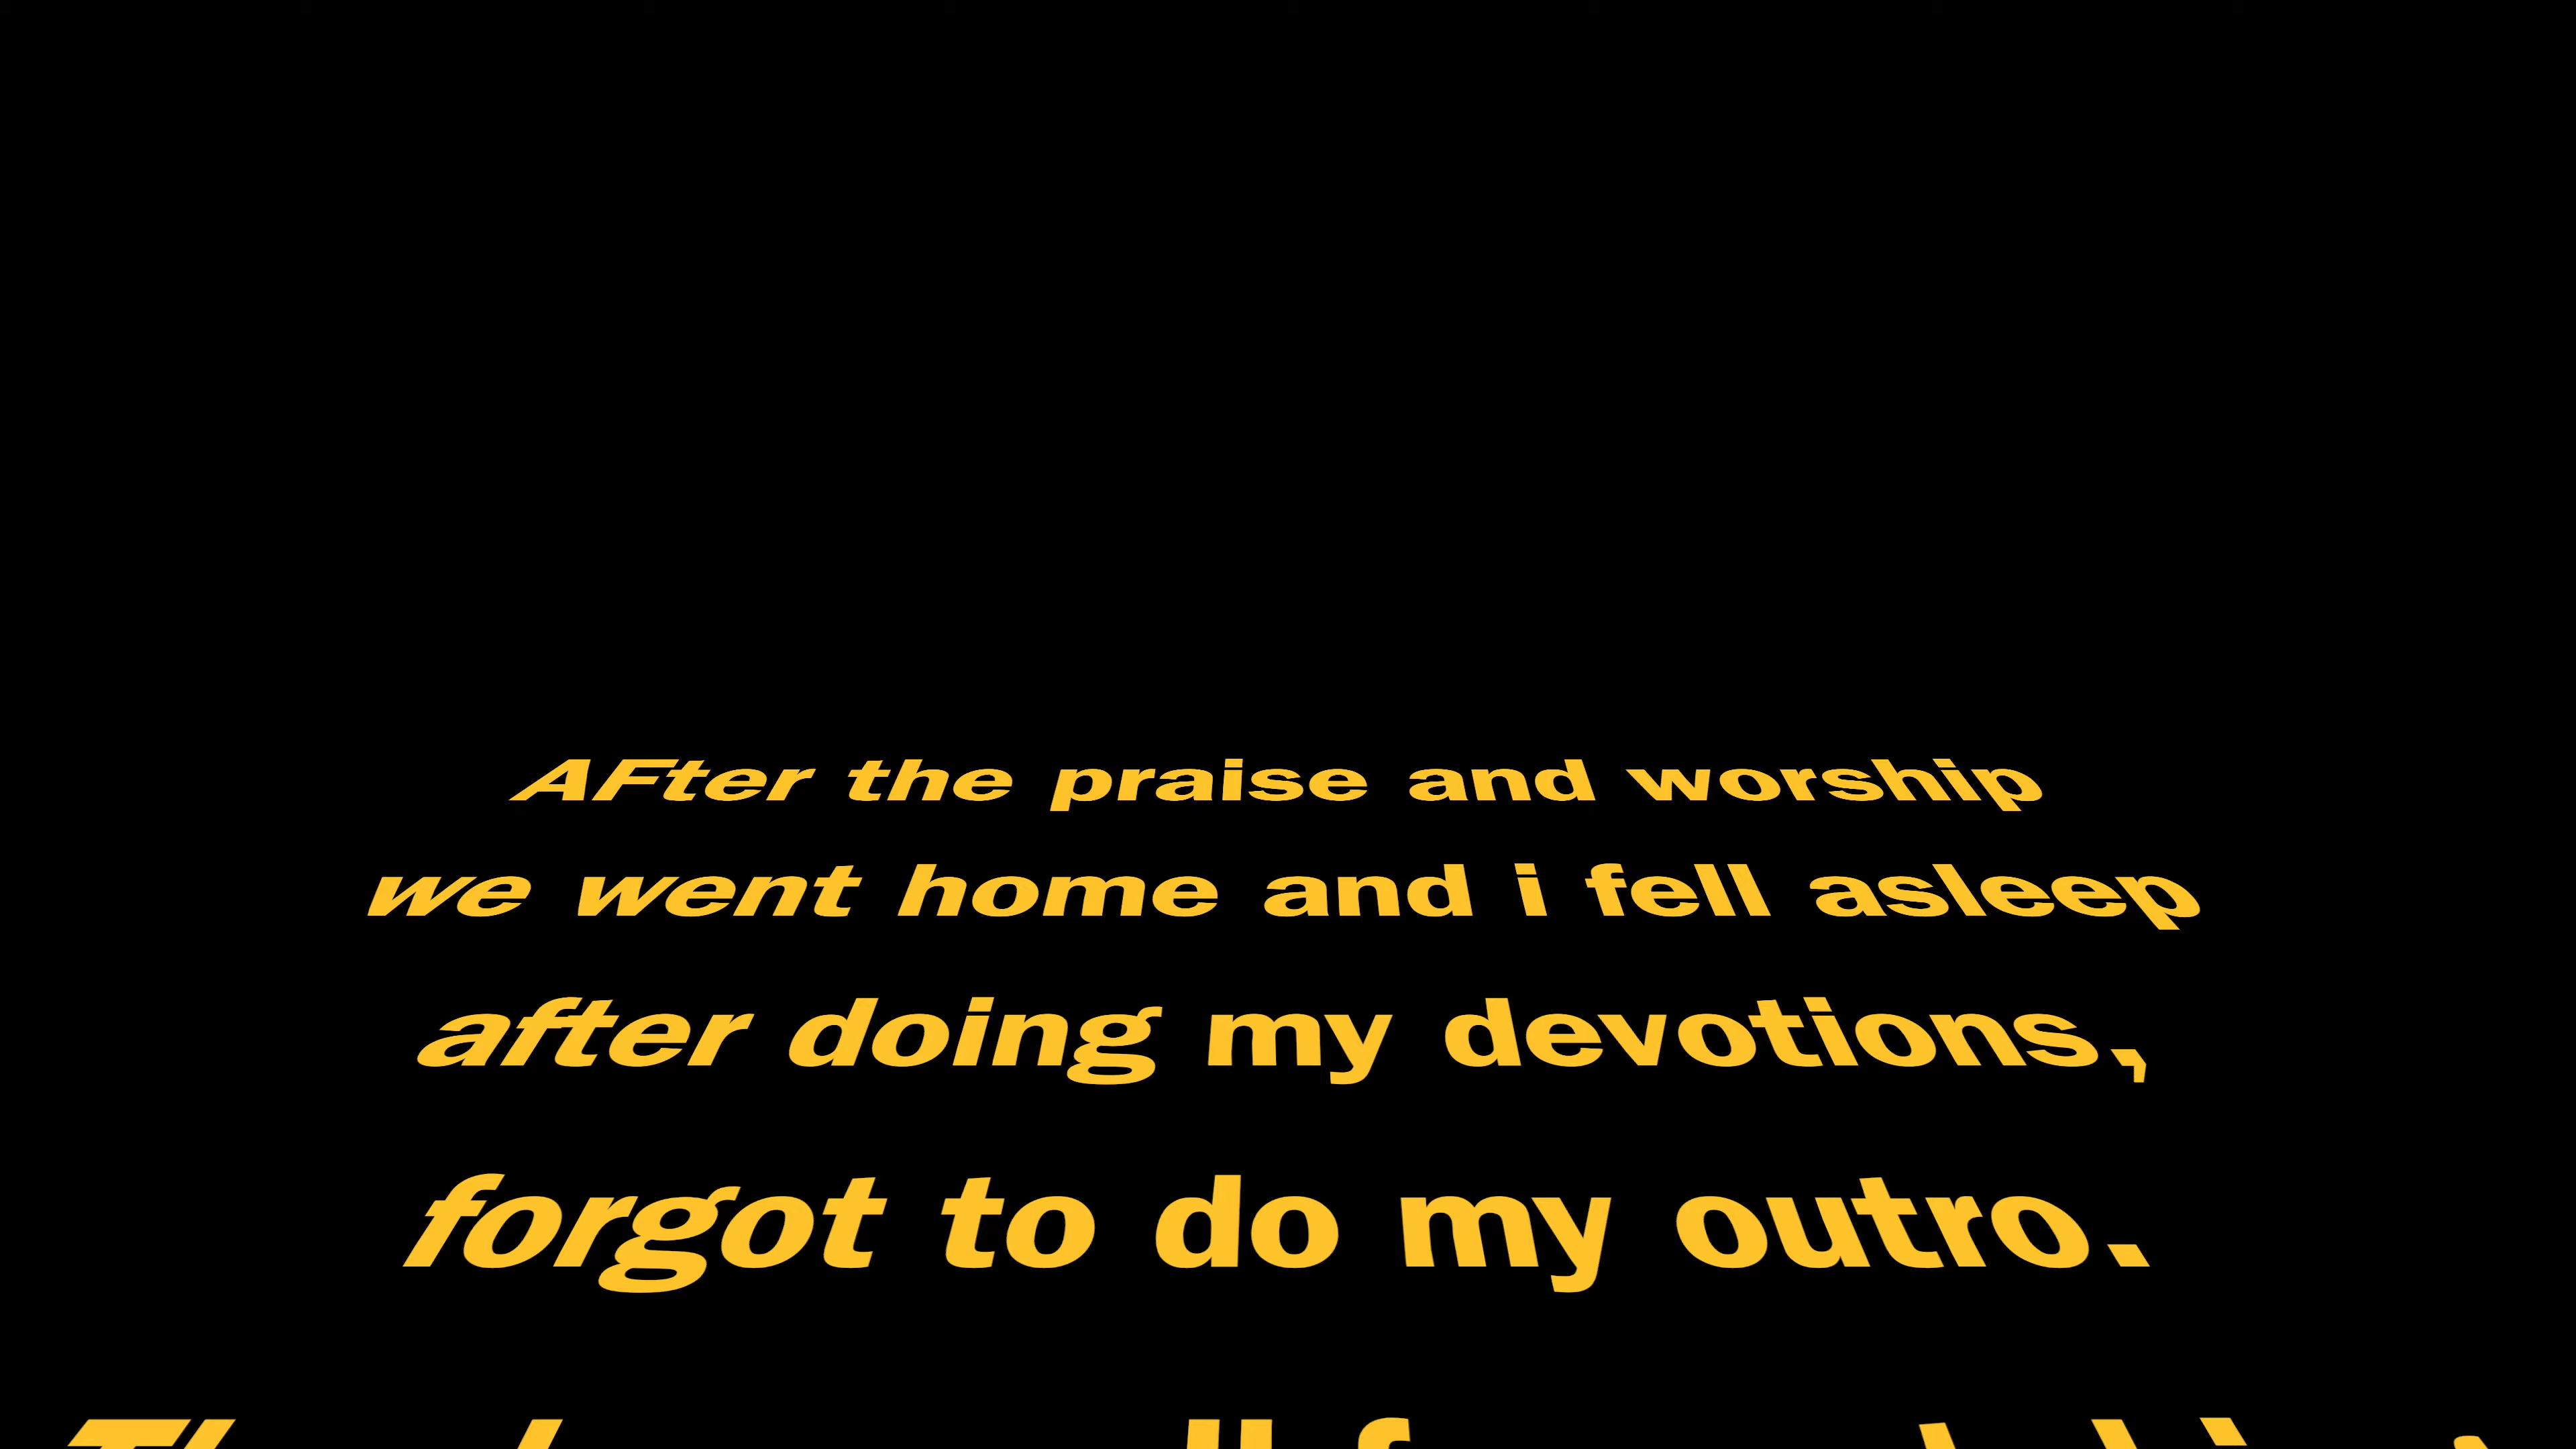 AFter the praise and worship
we went home and i fell asleep
after doing my devotions,
forgot to do my outro.